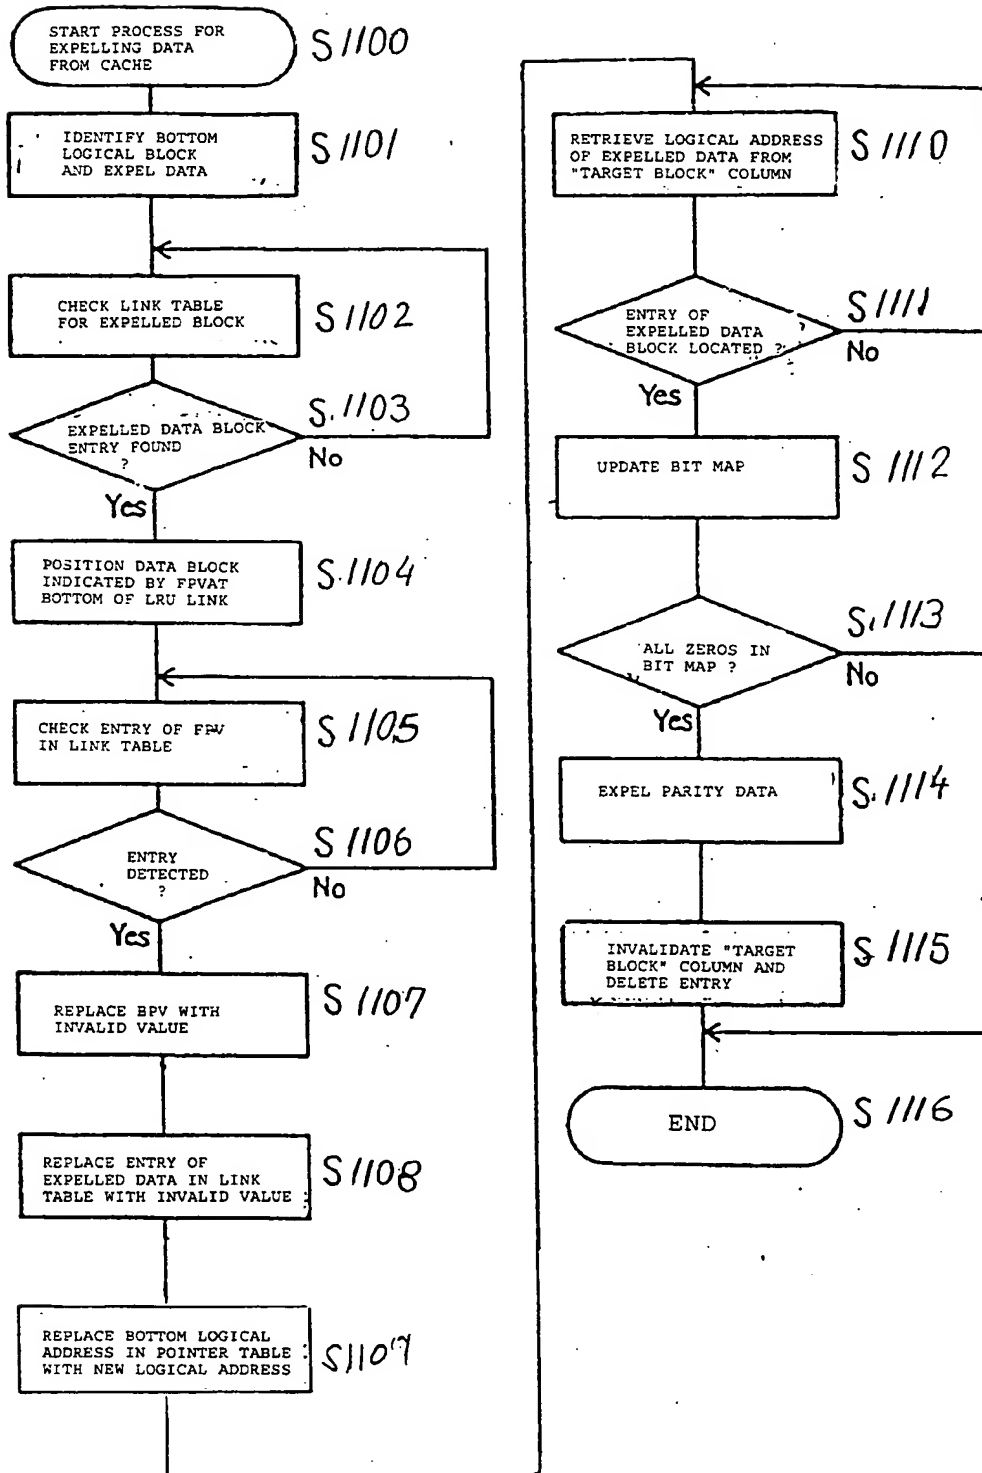 START PROCESS FOR
EXPELLING DATA
FROM CACHE
S1100
IDENTIFY BOTTOM
LOGICAL BLOCK
AND EXPEL DATA
S1101
CHECK LINK TABLE
FOR EXPELLED BLOCK
S1102
EXPELLED DATA BLOCK
ENTRY FOUND
?
S.1103
No
Yes
POSITION DATA BLOCK
INDICATED BY FPVAT
BOTTOM OF LRU LINK
S.1104
CHECK ENTRY OF FPV
IN LINK TABLE
S1105
ENTRY
DETECTED
?
S1106
No
Yes
REPLACE BPV WITH
INVALID VALUE
S1107
REPLACE ENTRY OF
EXPELLED DATA IN LINK
TABLE WITH INVALID VALUE
S1108
REPLACE BOTTOM LOGICAL
ADDRESS IN POINTER TABLE
WITH NEW LOGICAL ADDRESS
RETRIEVE LOGICAL ADDRESS
OF EXPELLED DATA FROM
"TARGET BLOCK" COLUMN
S1110
ENTRY OF
EXPELLED DATA
BLOCK LOCATED ?
S1111
No
Yes
UPDATE BIT MAP
S1112
ALL ZEROS IN
BIT MAP ?
S.1113
No
Yes
EXPEL PARITY DATA
S.1114
INVALIDATE "TARGET
BLOCK" COLUMN AND
DELETE ENTRY
S1115
END
S1116